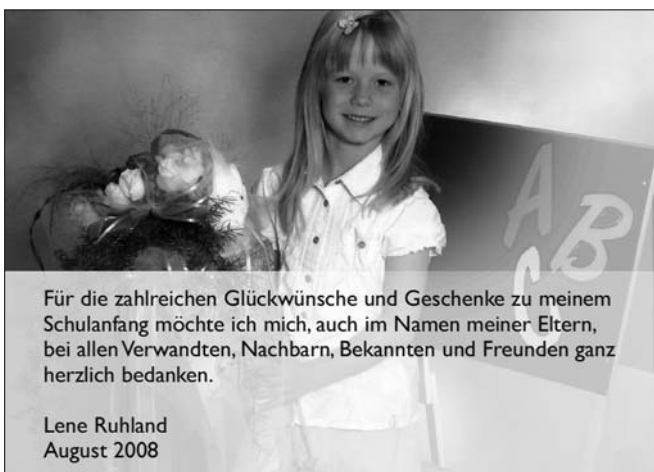 A
B
C
Für die zahlreichen Glückwünsche und Geschenke zu meinem
Schulanfang möchte ich mich, auch im Namen meiner Eltern,
bei allen Verwandten, Nachbarn, Bekannten und Freunden ganz
herzlich bedanken.
Lene Ruhland
August 2008